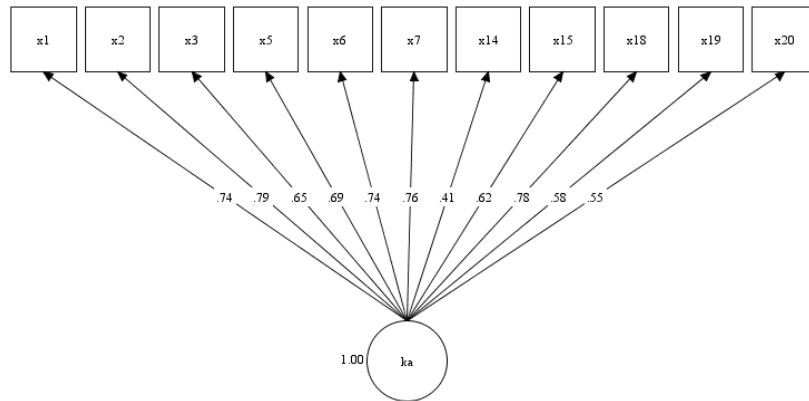 x1 x2 x3 x5 x6 x7 x14 x15 x18 x19 x20
.74 .79 .65 .69 .74 .76 .41 .62 .78 .58 .55
1.00 ka